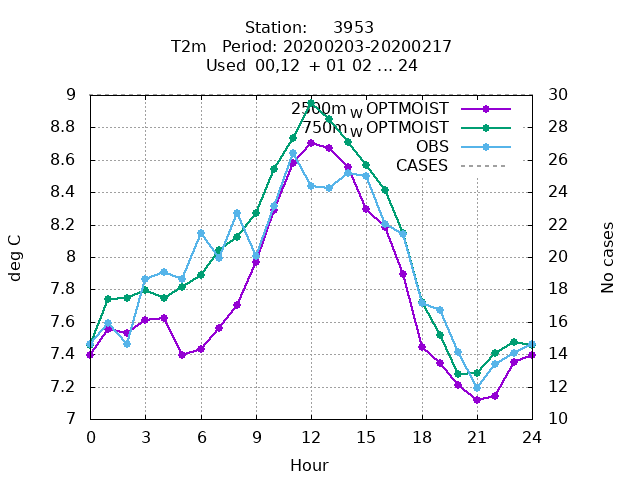 Station: 3953
T2m Period: 20200203-20200217
Used 00,12 + 01 02 ... 24
9 30
2500m W OPTMOIST
8.8 750m W OPTMOIST 28
OBS
8.6 CASES 26
8.4 24
8.2 22
8 20
7.8 18
7.6 16
7.4 14
7.2 12
7 10
deg C
No cases
0 3 6 9 12 15 18 21 24
Hour